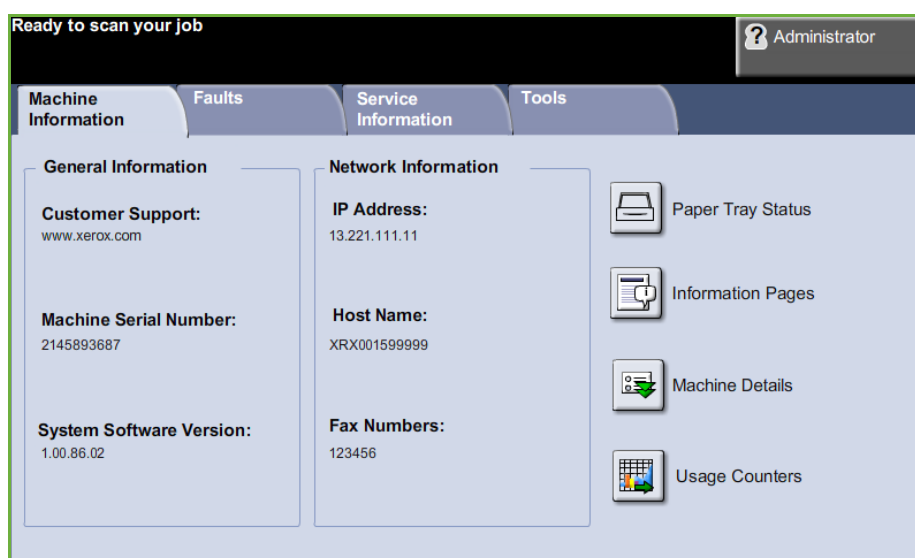 Ready to scan your job
? Administrator
Machine
Information
Faults
Service
Information
Tools
General Information
Customer Support:
www.xerox.com
Machine Serial Number:
2145893687
System Software Version:
1.00.86.02
Network Information
IP Address:
13.221.111.11
Host Name:
XRX001599999
Fax Numbers:
123456
Paper Tray Status
Information Pages
Machine Details
Usage Counters